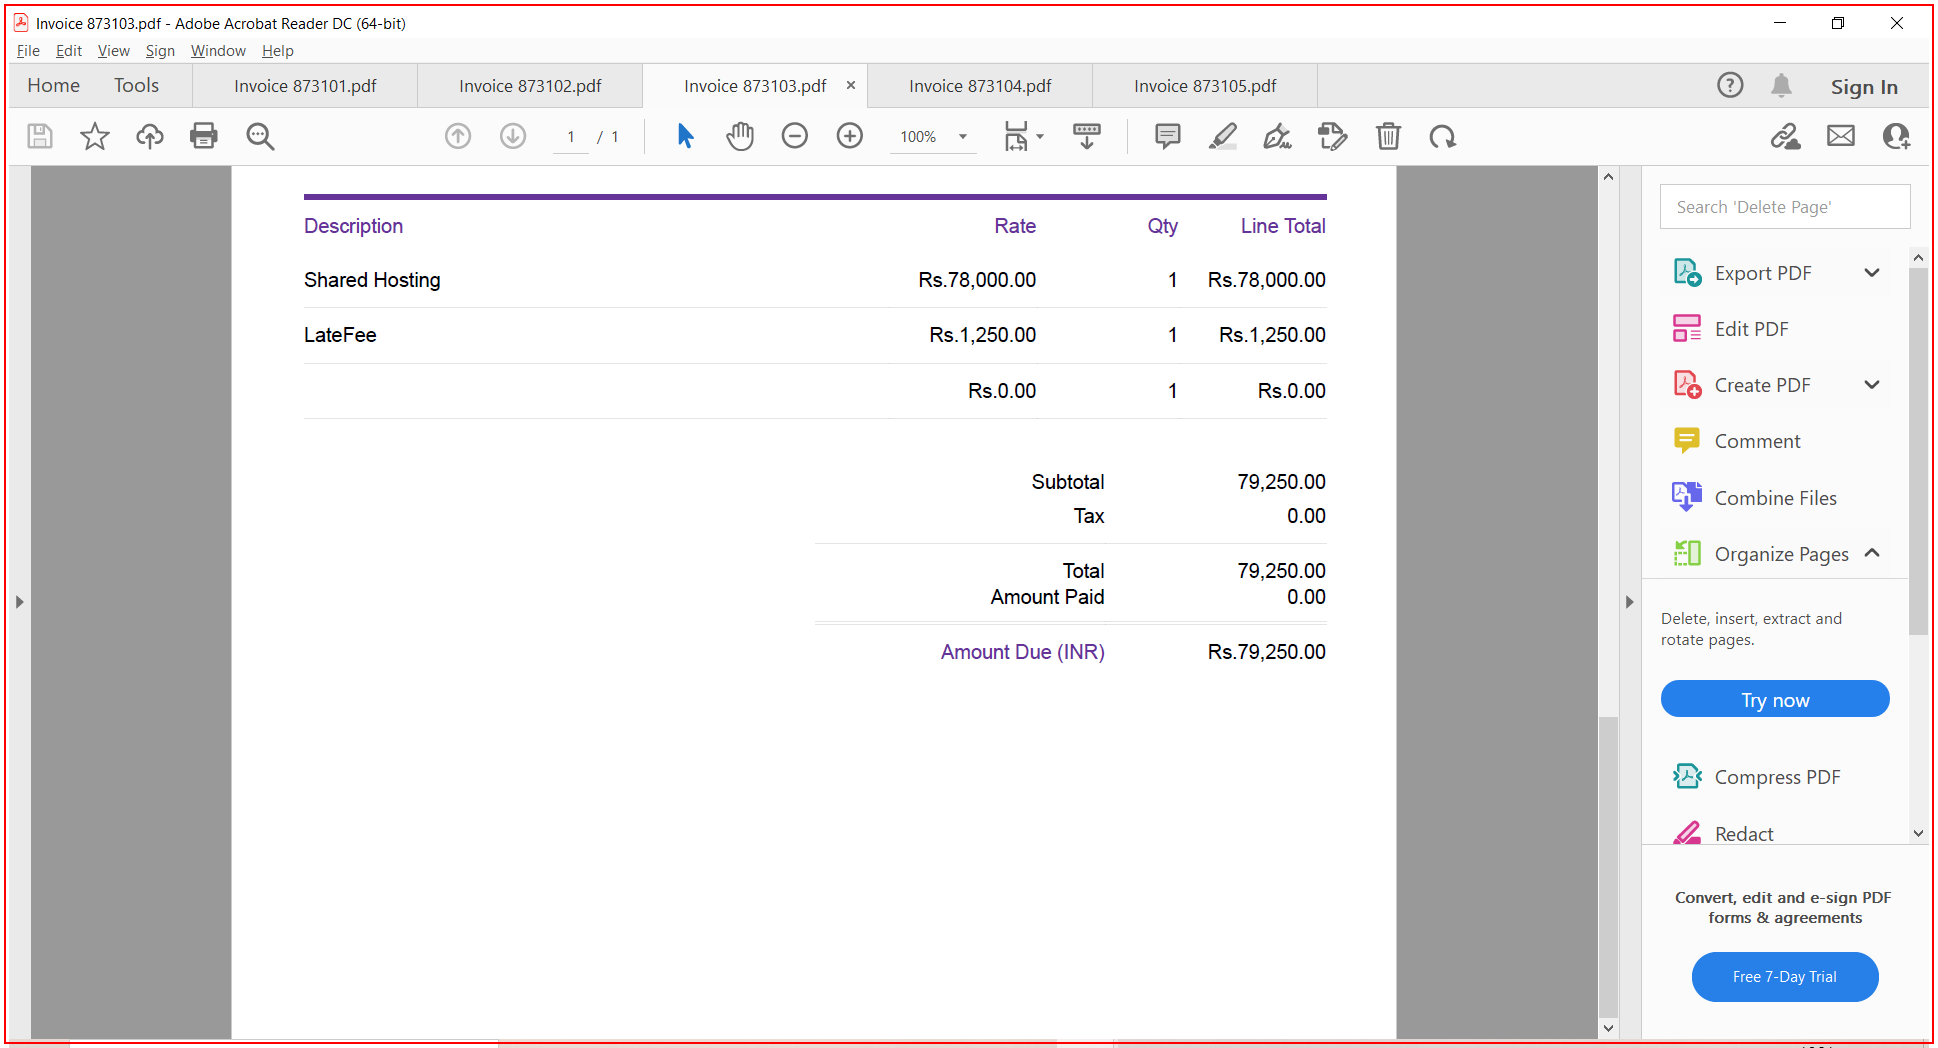 Invoice 873103.pdf - Adobe Acrobat Reader DC (64-bit)
File Edit View Sign Window Help
Home Tools Invoice 873101.pdf Invoice 873102.pdf Invoice 873103.pdf × Invoice 873104.pdf Invoice 873105.pdf Sign In
1 / 1 100%
Description Rate Qty Line Total
Shared Hosting Rs.78,000.00 1 Rs.78,000.00
LateFee Rs.1,250.00 1 Rs.1,250.00
Rs.0.00 1 Rs.0.00
Subtotal 79,250.00
Tax 0.00
Total 79,250.00
Amount Paid 0.00
Amount Due (INR) Rs.79,250.00
Search 'Delete Page'
Export PDF
Edit PDF
Create PDF
Comment
Combine Files
Organize Pages
Delete, insert, extract and
rotate pages.
Try now
Compress PDF
Redact
Convert, edit and e-sign PDF
forms & agreements
Free 7-Day Trial